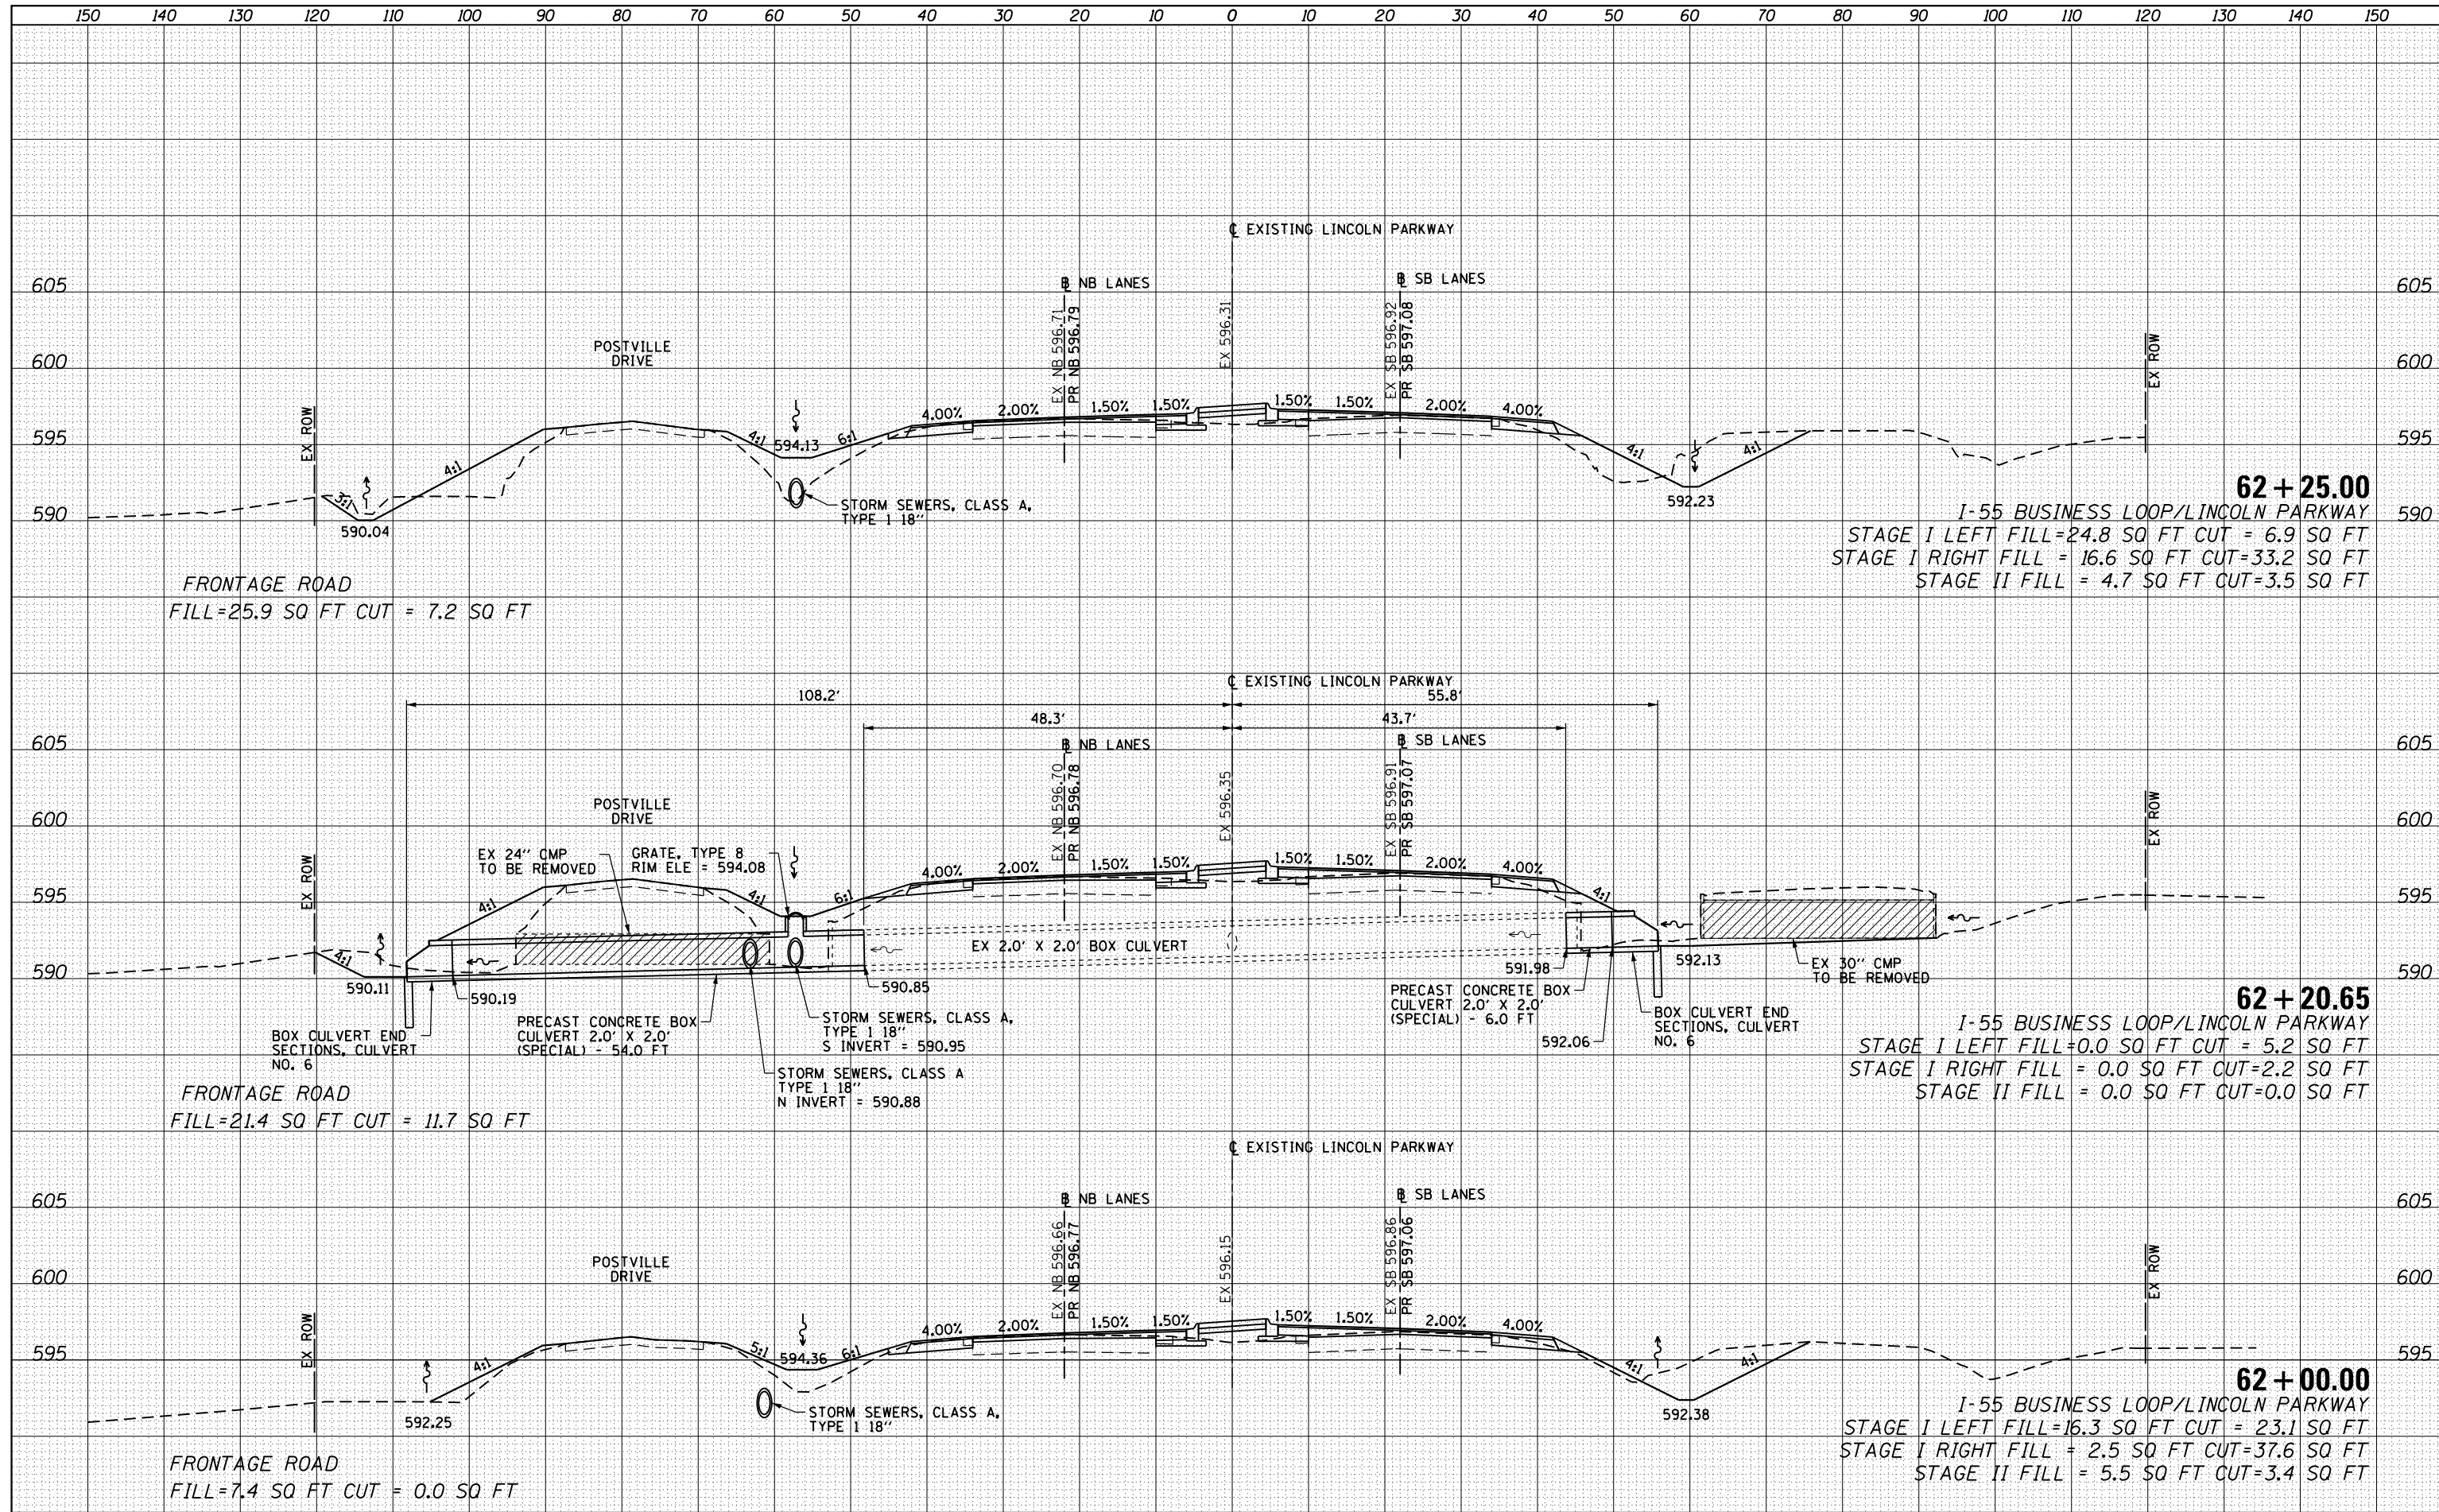 150 140 130 120 110 100 90 80 70 60 50 40 30 20 10 0 10 20 30 40 50 60 70 80 90 100 110 120 130 140 150
℄ EXISTING LINCOLN PARKWAY
605
B NB LANES
B SB LANES
605
EX NB 596.71
PR NB 596.79
EX 596.31
EX SB 596.92
PR SB 597.08
600
POSTVILLE
DRIVE
EX ROW
600
EX ROW
4.00% 2.00% 1.50% 1.50% 1.50% 1.50% 2.00% 4.00%
595
4:1
4:1
594.13
6:1
4:1
4:1
595
3:1
STORM SEWERS, CLASS A,
TYPE 1 18"
592.23
590
590.04
590
62+25.00
I-55 BUSINESS LOOP/LINCOLN PARKWAY
STAGE I LEFT FILL=24.8 SQ FT CUT = 6.9 SQ FT
STAGE I RIGHT FILL = 16.6 SQ FT CUT=33.2 SQ FT
STAGE II FILL = 4.7 SQ FT CUT=3.5 SQ FT
FRONTAGE ROAD
FILL=25.9 SQ FT CUT = 7.2 SQ FT
℄ EXISTING LINCOLN PARKWAY
108.2'
55.8'
48.3'
43.7'
605
B NB LANES
B SB LANES
605
EX NB 596.70
PR NB 596.78
EX 596.35
EX SB 596.91
PR SB 597.07
600
POSTVILLE
DRIVE
600
EX ROW
EX ROW
EX 24" CMP
TO BE REMOVED
GRATE, TYPE 8
RIM ELE = 594.08
4.00% 2.00% 1.50% 1.50% 1.50% 1.50% 2.00% 4.00%
595
4:1
4:1
6:1
4:1
595
EX 2.0' X 2.0' BOX CULVERT
4:1
590
590.11
590.19
590.85
591.98
592.13
EX 30" CMP
TO BE REMOVED
590
BOX CULVERT END
SECTIONS, CULVERT
NO. 6
PRECAST CONCRETE BOX
CULVERT 2.0' X 2.0'
(SPECIAL) - 54.0 FT
STORM SEWERS, CLASS A,
TYPE 1 18"
S INVERT = 590.95
STORM SEWERS, CLASS A
TYPE 1 18"
N INVERT = 590.88
PRECAST CONCRETE BOX
CULVERT 2.0' X 2.0'
(SPECIAL) - 6.0 FT
592.06
BOX CULVERT END
SECTIONS, CULVERT
NO. 6
62+20.65
I-55 BUSINESS LOOP/LINCOLN PARKWAY
STAGE I LEFT FILL=0.0 SQ FT CUT = 5.2 SQ FT
STAGE I RIGHT FILL = 0.0 SQ FT CUT=2.2 SQ FT
STAGE II FILL = 0.0 SQ FT CUT=0.0 SQ FT
FRONTAGE ROAD
FILL=21.4 SQ FT CUT = 11.7 SQ FT
℄ EXISTING LINCOLN PARKWAY
605
B NB LANES
B SB LANES
605
EX NB 596.66
PR NB 596.77
EX 596.15
EX SB 596.86
PR SB 597.06
600
POSTVILLE
DRIVE
600
EX ROW
EX ROW
4.00% 2.00% 1.50% 1.50% 1.50% 1.50% 2.00% 4.00%
595
4:1
5:1
594.36
6:1
4:1
4:1
595
592.25
STORM SEWERS, CLASS A,
TYPE 1 18"
592.38
62+00.00
I-55 BUSINESS LOOP/LINCOLN PARKWAY
STAGE I LEFT FILL=16.3 SQ FT CUT = 23.1 SQ FT
STAGE I RIGHT FILL = 2.5 SQ FT CUT=37.6 SQ FT
STAGE II FILL = 5.5 SQ FT CUT=3.4 SQ FT
FRONTAGE ROAD
FILL=7.4 SQ FT CUT = 0.0 SQ FT